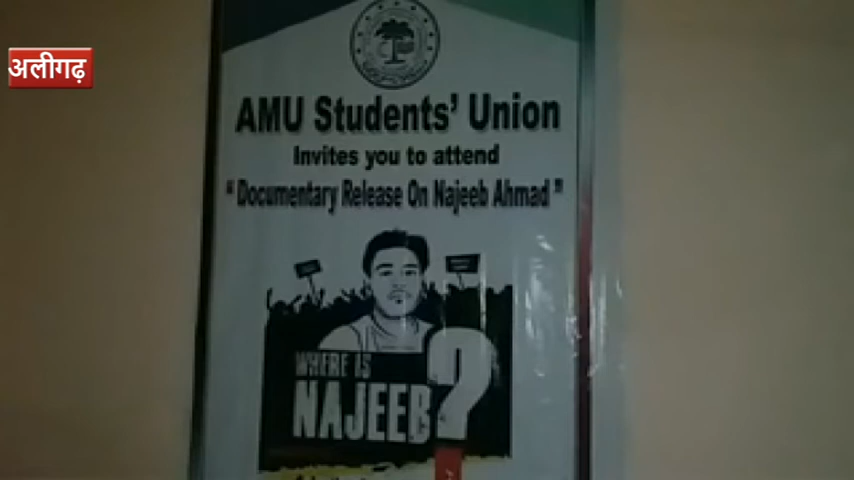 अलीगढ़
AMU Students' Union
Invites you to attend
" Documentary Release On Najeeb Ahmad "
WHERE IS
NAJEEB?